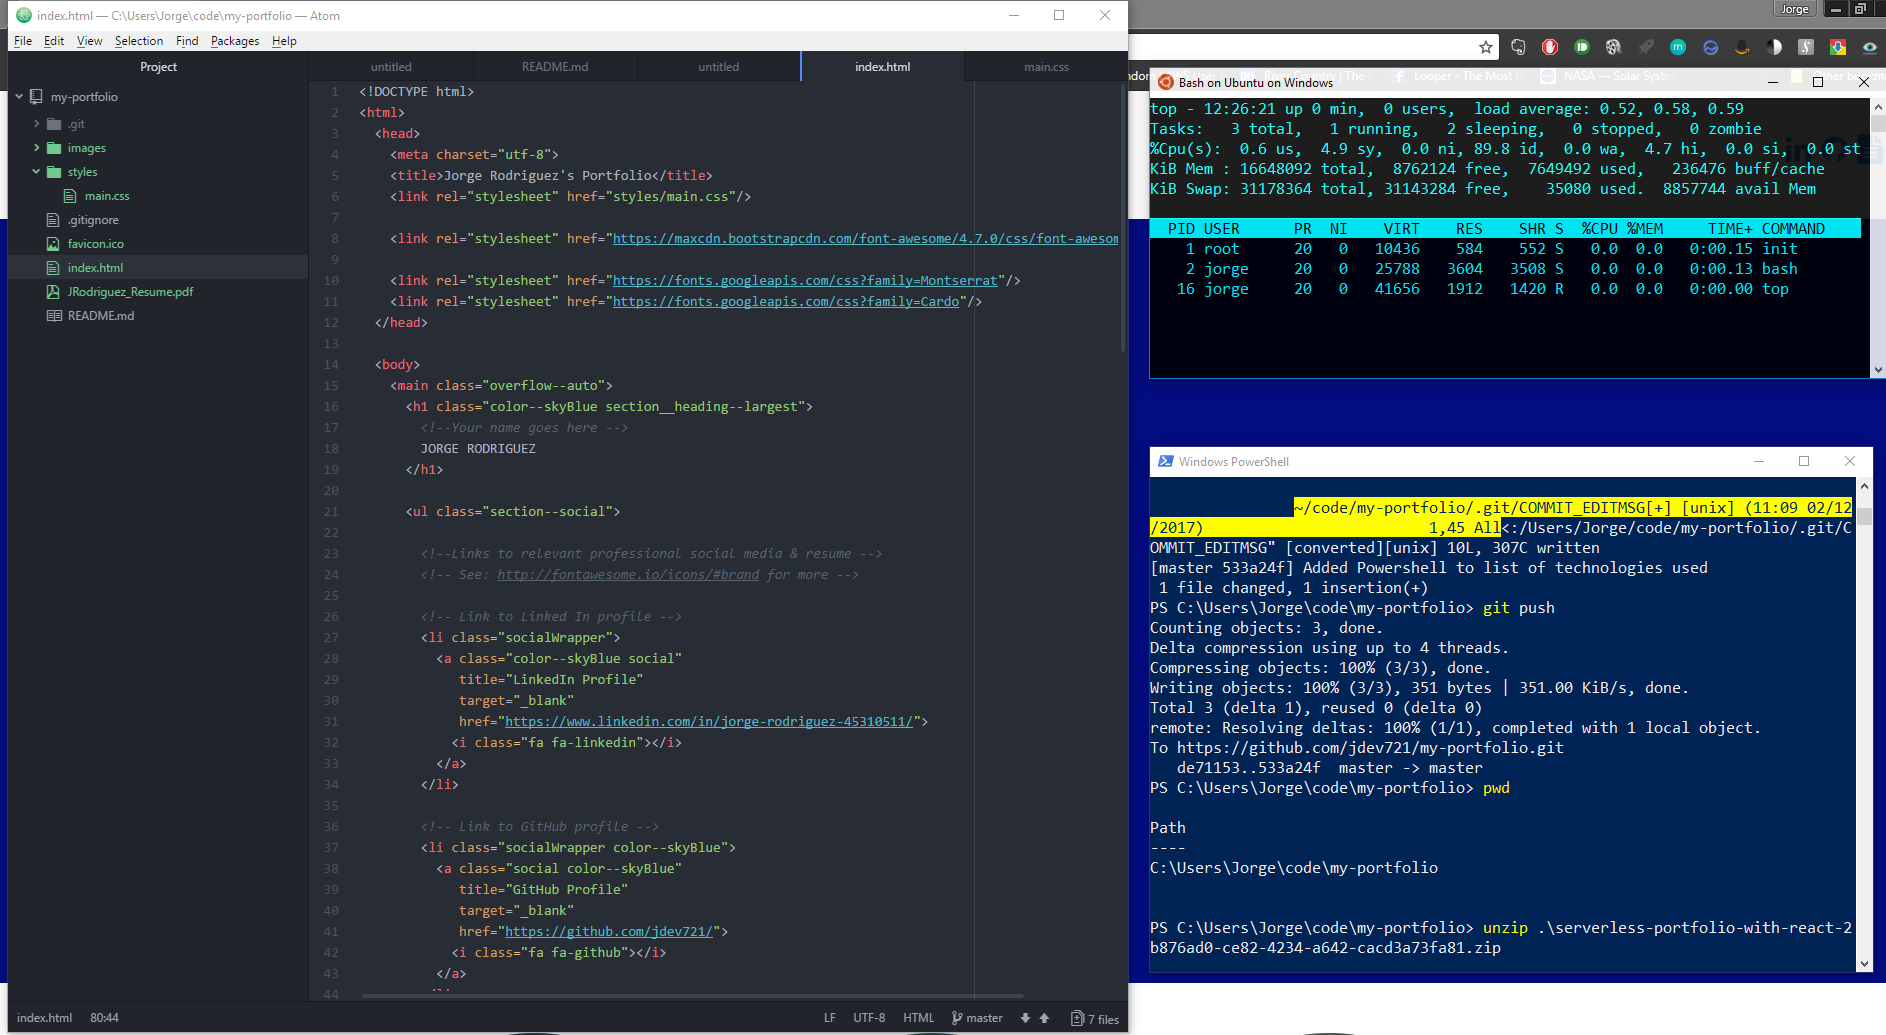 index.html — C:\Users\Jorge\code\my-portfolio — Atom
File Edit View Selection Find Packages Help
Project
untitled README.md untitled index.html main.css
my-portfolio
.git
images
styles
main.css
.gitignore
favicon.ico
index.html
JRodriguez_Resume.pdf
README.md
1 <!DOCTYPE html>
2 <html>
3 <head>
4 <meta charset="utf-8">
5 <title>Jorge Rodriguez's Portfolio</title>
6 <link rel="stylesheet" href="styles/main.css"/>
7
8 <link rel="stylesheet" href="https://maxcdn.bootstrapcdn.com/font-awesome/4.7.0/css/font-awesom
9
10 <link rel="stylesheet" href="https://fonts.googleapis.com/css?family=Montserrat"/>
11 <link rel="stylesheet" href="https://fonts.googleapis.com/css?family=Cardo"/>
12 </head>
13
14 <body>
15 <main class="overflow--auto">
16 <h1 class="color--skyBlue section__heading--largest">
17 <!--Your name goes here -->
18 JORGE RODRIGUEZ
19 </h1>
20
21 <ul class="section--social">
22
23 <!--Links to relevant professional social media & resume -->
24 <!-- See: http://fontawesome.io/icons/#brand for more -->
25
26 <!-- Link to Linked In profile -->
27 <li class="socialWrapper">
28 <a class="color--skyBlue social"
29 title="LinkedIn Profile"
30 target="_blank"
31 href="https://www.linkedin.com/in/jorge-rodriguez-45310511/">
32 <i class="fa fa-linkedin"></i>
33 </a>
34 </li>
35
36 <!-- Link to GitHub profile -->
37 <li class="socialWrapper color--skyBlue">
38 <a class="social color--skyBlue"
39 title="GitHub Profile"
40 target="_blank"
41 href="https://github.com/jdev721/">
42 <i class="fa fa-github"></i>
43 </a>
44
index.html 80:44 LF UTF-8 HTML master 7 files
Jorge
Bash on Ubuntu on Windows
top - 12:26:21 up 0 min,  0 users,  load average: 0.52, 0.58, 0.59
Tasks:   3 total,   1 running,   2 sleeping,   0 stopped,   0 zombie
%Cpu(s):  0.6 us,  4.9 sy,  0.0 ni, 89.8 id,  0.0 wa,  4.7 hi,  0.0 si,  0.0 st
KiB Mem : 16648092 total,  8762124 free,  7649492 used,   236476 buff/cache
KiB Swap: 31178364 total, 31143284 free,    35080 used.  8857744 avail Mem
PID USER PR NI VIRT RES SHR S %CPU %MEM TIME+ COMMAND
1 root 20 0 10436 584 552 S 0.0 0.0 0:00.15 init
2 jorge 20 0 25788 3604 3508 S 0.0 0.0 0:00.13 bash
16 jorge 20 0 41656 1912 1420 R 0.0 0.0 0:00.00 top
Windows PowerShell
~/code/my-portfolio/.git/COMMIT_EDITMSG[+] [unix] (11:09 02/12
/2017) 1,45 All<:/Users/Jorge/code/my-portfolio/.git/C
OMMIT_EDITMSG" [converted][unix] 10L, 307C written
[master 533a24f] Added Powershell to list of technologies used
1 file changed, 1 insertion(+)
PS C:\Users\Jorge\code\my-portfolio> git push
Counting objects: 3, done.
Delta compression using up to 4 threads.
Compressing objects: 100% (3/3), done.
Writing objects: 100% (3/3), 351 bytes | 351.00 KiB/s, done.
Total 3 (delta 1), reused 0 (delta 0)
remote: Resolving deltas: 100% (1/1), completed with 1 local object.
To https://github.com/jdev721/my-portfolio.git
de71153..533a24f  master -> master
PS C:\Users\Jorge\code\my-portfolio> pwd
Path
----
C:\Users\Jorge\code\my-portfolio
PS C:\Users\Jorge\code\my-portfolio> unzip .\serverless-portfolio-with-react-2
b876ad0-ce82-4234-a642-cacd3a73fa81.zip